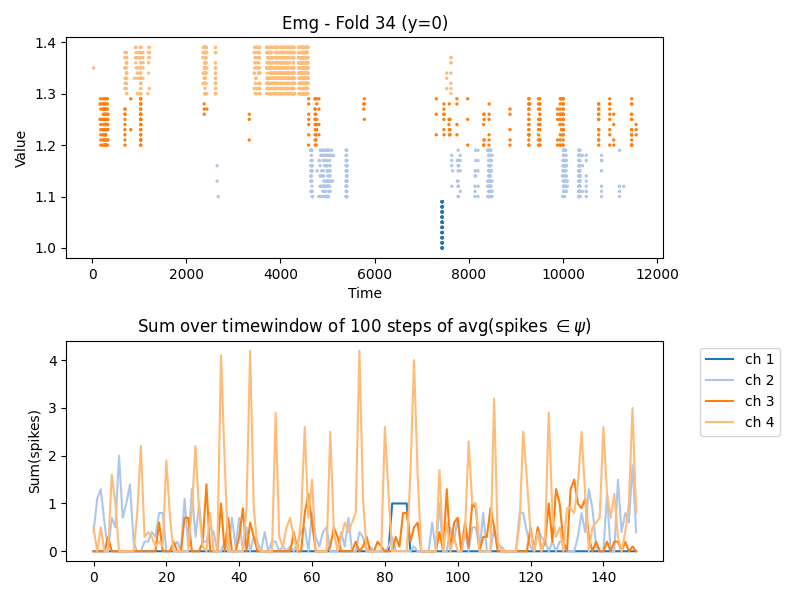 Emg - Fold 34 (y=0)
1.4
1.3
1.2
1.1
1.0
Value
0 2000 4000 6000 8000 10000 12000
Time
Sum over timewindow of 100 steps of avg(spikes ∈ ψ)
4
3
2
1
0
Sum(spikes)
0 20 40 60 80 100 120 140
ch 1
ch 2
ch 3
ch 4